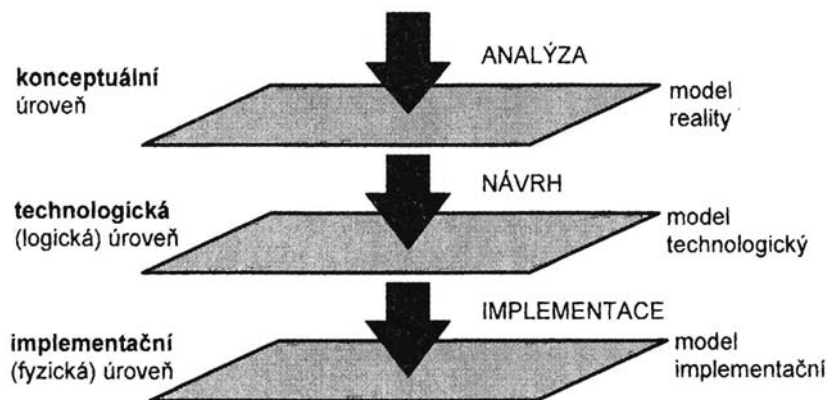 ANALÝZA
konceptuální
úroveň
model
reality
NÁVRH
technologická
(logická) úroveň
model
technologický
IMPLEMENTACE
implementační
(fyzická) úroveň
model
implementační